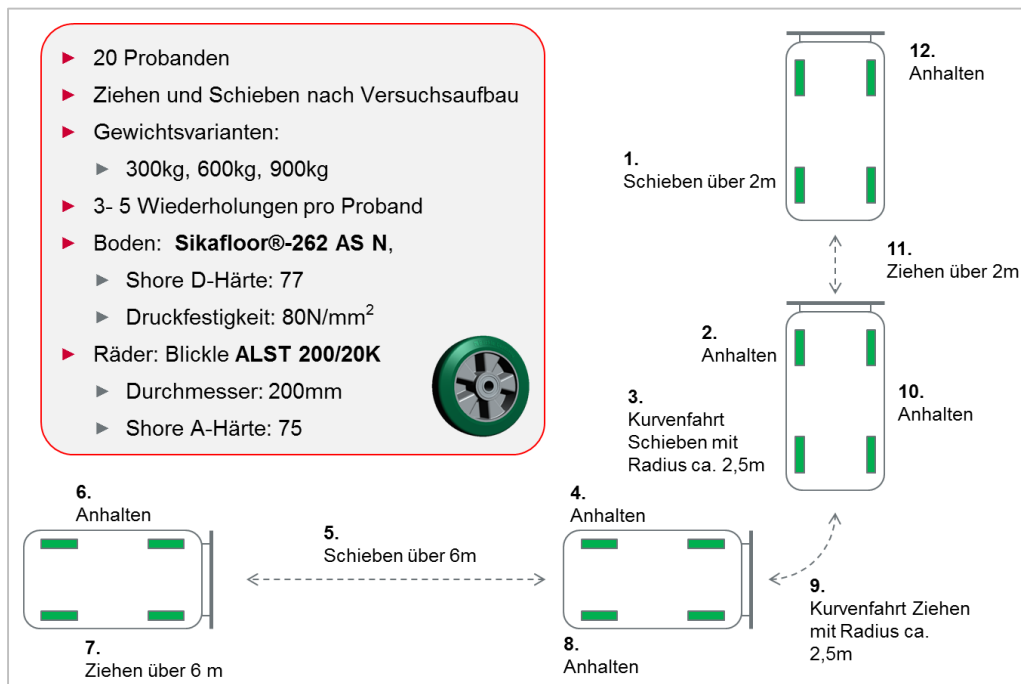 20 Probanden
Ziehen und Schieben nach Versuchsaufbau
Gewichtsvarianten:
300kg, 600kg, 900kg
3- 5 Wiederholungen pro Proband
Boden: Sikafloor®-262 AS N,
Shore D-Härte: 77
Druckfestigkeit: 80N/mm²
Räder: Blickle ALST 200/20K
Durchmesser: 200mm
Shore A-Härte: 75
1.
Schieben über 2m
2.
Anhalten
3.
Kurvenfahrt
Schieben mit
Radius ca. 2,5m
4.
Anhalten
5.
Schieben über 6m
6.
Anhalten
7.
Ziehen über 6 m
8.
Anhalten
9.
Kurvenfahrt Ziehen
mit Radius ca.
2,5m
10.
Anhalten
11.
Ziehen über 2m
12.
Anhalten